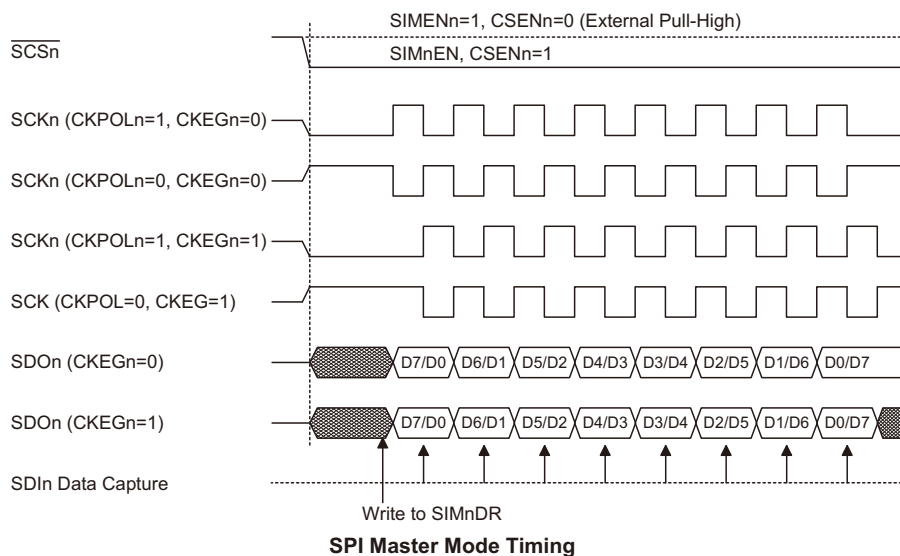 SIMENn=1, CSENn=0 (External Pull-High)
SCSn
SIMnEN, CSENn=1
SCKn (CKPOLn=1, CKEGn=0)
SCKn (CKPOLn=0, CKEGn=0)
SCKn (CKPOLn=1, CKEGn=1)
SCK (CKPOL=0, CKEG=1)
SDOn (CKEGn=0) D7/D0 D6/D1 D5/D2 D4/D3 D3/D4 D2/D5 D1/D6 D0/D7
SDOn (CKEGn=1) D7/D0 D6/D1 D5/D2 D4/D3 D3/D4 D2/D5 D1/D6 D0/D7
SDIn Data Capture
Write to SIMnDR
SPI Master Mode Timing